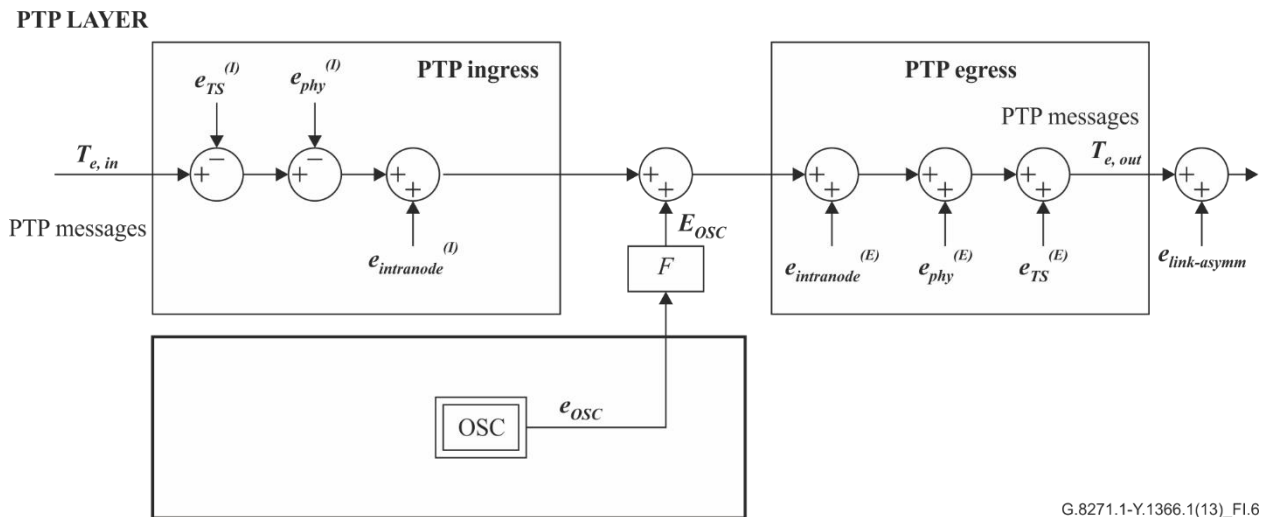 PTP LAYER
PTP ingress
PTP egress
e_TS^(I)
e_phy^(I)
PTP messages
T_e, in
T_e, out
− −
+ + + + + + + + +
+ + + + + +
PTP messages
e_intranode^(I)
E_OSC
F
e_intranode^(E)
e_phy^(E)
e_TS^(E)
e_link-asymm
OSC
e_OSC
G.8271.1-Y.1366.1(13)_FI.6